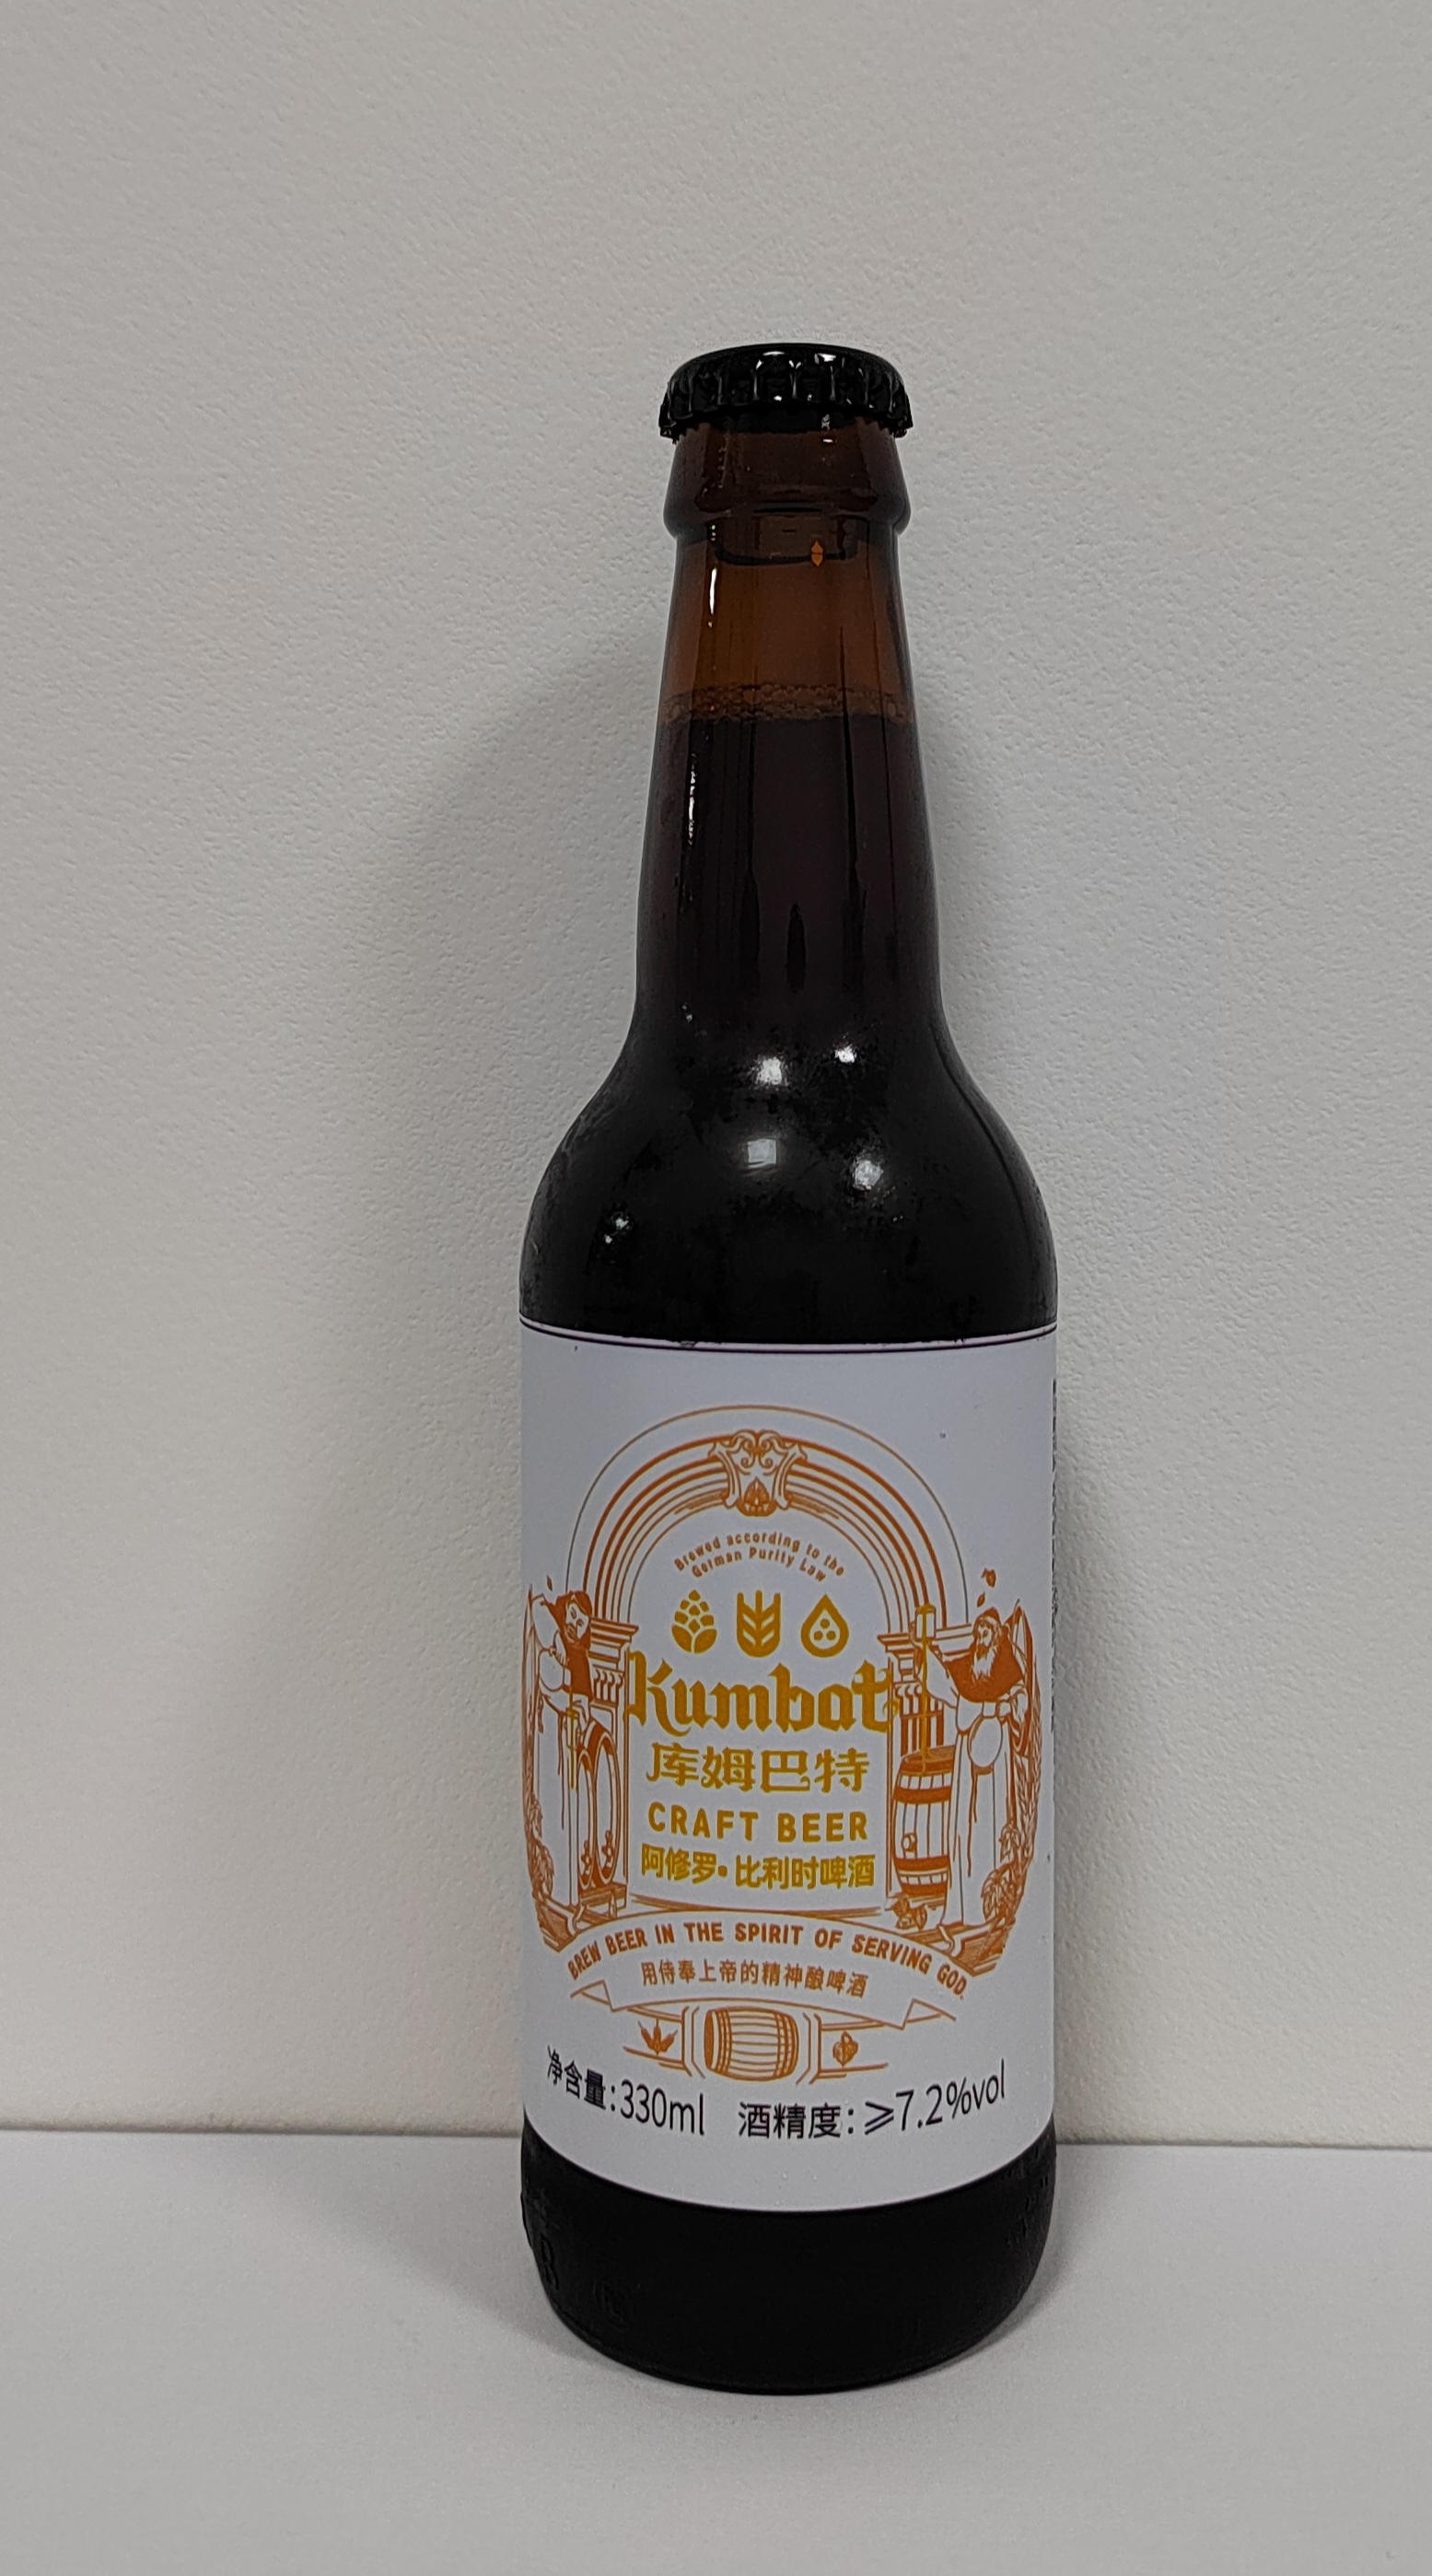 Brewed according to the
German Purity Law
Kumbat
库姆巴特
CRAFT BEER
阿修罗•比利时啤酒
BREW BEER IN THE SPIRIT OF SERVING GOD.
用侍奉上帝的精神酿啤酒
净含量:330ml 酒精度:⩾7.2%vol